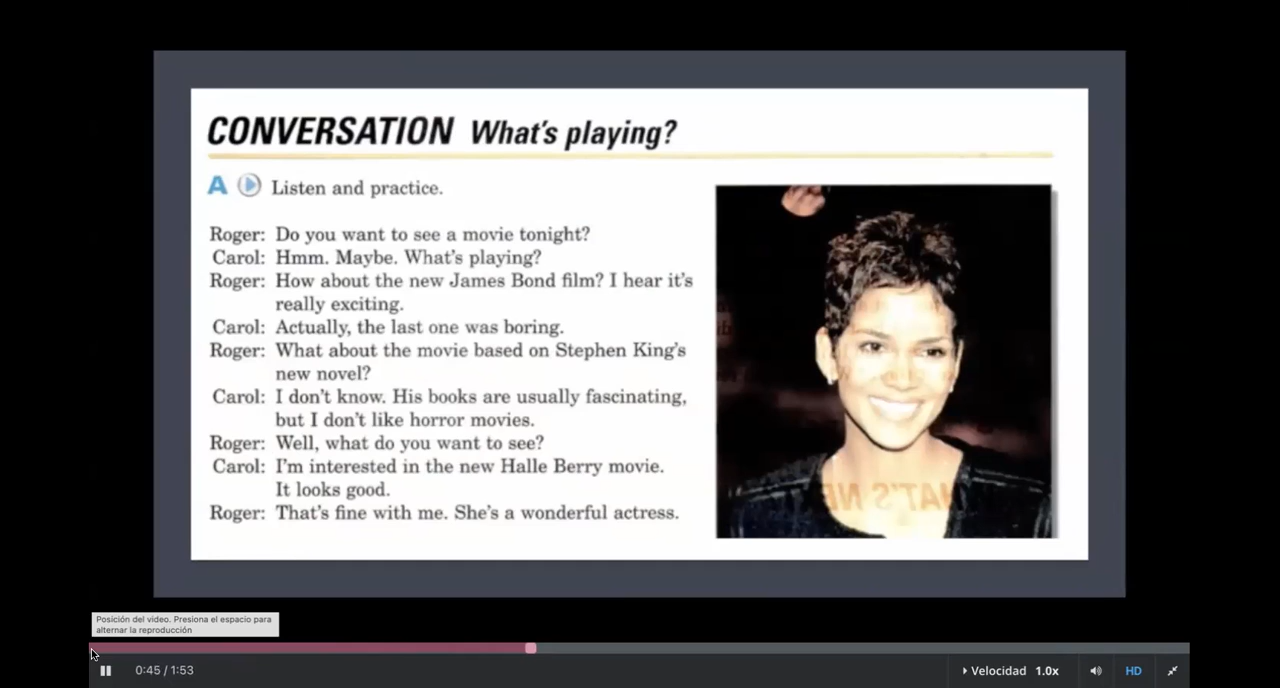 CONVERSATION What's playing?
A Listen and practice.
Roger: Do you want to see a movie tonight?
Carol: Hmm. Maybe. What's playing?
Roger: How about the new James Bond film? I hear it's
really exciting.
Carol: Actually, the last one was boring.
Roger: What about the movie based on Stephen King's
new novel?
Carol: I don't know. His books are usually fascinating,
but I don't like horror movies.
Roger: Well, what do you want to see?
Carol: I'm interested in the new Halle Berry movie.
It looks good.
Roger: That's fine with me. She's a wonderful actress.
Posición del video. Presiona el espacio para
alternar la reproducción
0:45 / 1:53
Velocidad 1.0x
HD